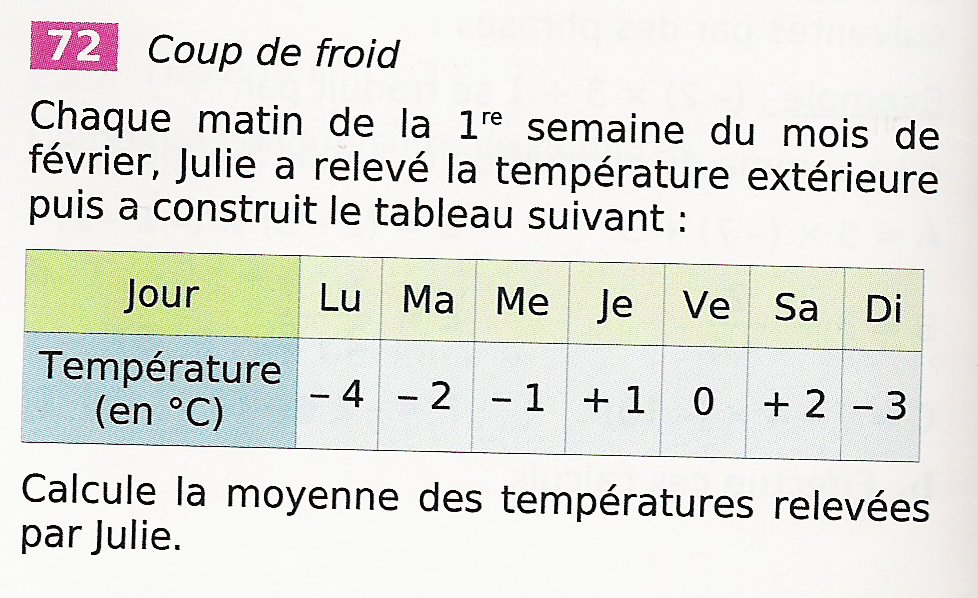 72 Coup de froid
Chaque matin de la 1re semaine du mois de
février, Julie a relevé la température extérieure
puis a construit le tableau suivant :
Jour Lu Ma Me Je Ve Sa Di
Température
(en °C) – 4 – 2 – 1 + 1 0 + 2 – 3
Calcule la moyenne des températures relevées
par Julie.